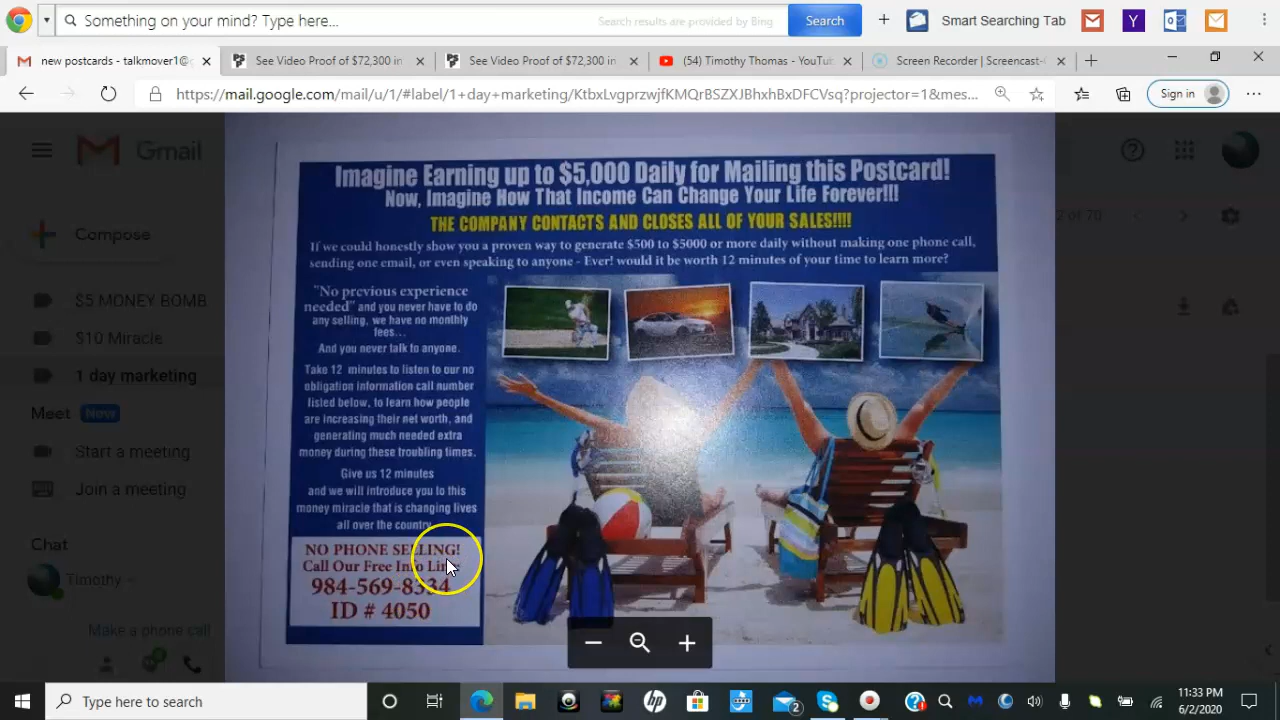 Something on your mind? Type here...
Search results are provided by Bing
Search
Smart Searching Tab
new postcards - talkmover1@
See Video Proof of $72,300 in
See Video Proof of $72,300 in
(54) Timothy Thomas - YouTub
Screen Recorder | Screencast-
https://mail.google.com/mail/u/1/#label/1+day+marketing/KtbxLvgprzwjfKMQrBSZXJBhxhBxDFCVsq?projector=1&mes...
Sign in
Gmail
Compose
2 of 70
$5 MONEY BOMB
$10 Miracle
1 day marketing
Meet
New
Start a meeting
Join a meeting
Chat
Timothy
Make a phone call
Imagine Earning up to $5,000 Daily for Mailing this Postcard!
Now, Imagine How That Income Can Change Your Life Forever!!!
THE COMPANY CONTACTS AND CLOSES ALL OF YOUR SALES!!!!
If we could honestly show you a proven way to generate $500 to $5000 or more daily without making one phone call,
sending one email, or even speaking to anyone - Ever! would it be worth 12 minutes of your time to learn more?
"No previous experience
needed" and you never have to do
any selling, we have no monthly
fees...
And you never talk to anyone.
Take 12 minutes to listen to our no
obligation information call number
listed below, to learn how people
are increasing their net worth, and
generating much needed extra
money during these troubling times.
Give us 12 minutes
and we will introduce you to this
money miracle that is changing lives
all over the country.
NO PHONE SELLING!
Call Our Free Info Line
984-569-8334
ID # 4050
Type here to search
2
11:33 PM
6/2/2020